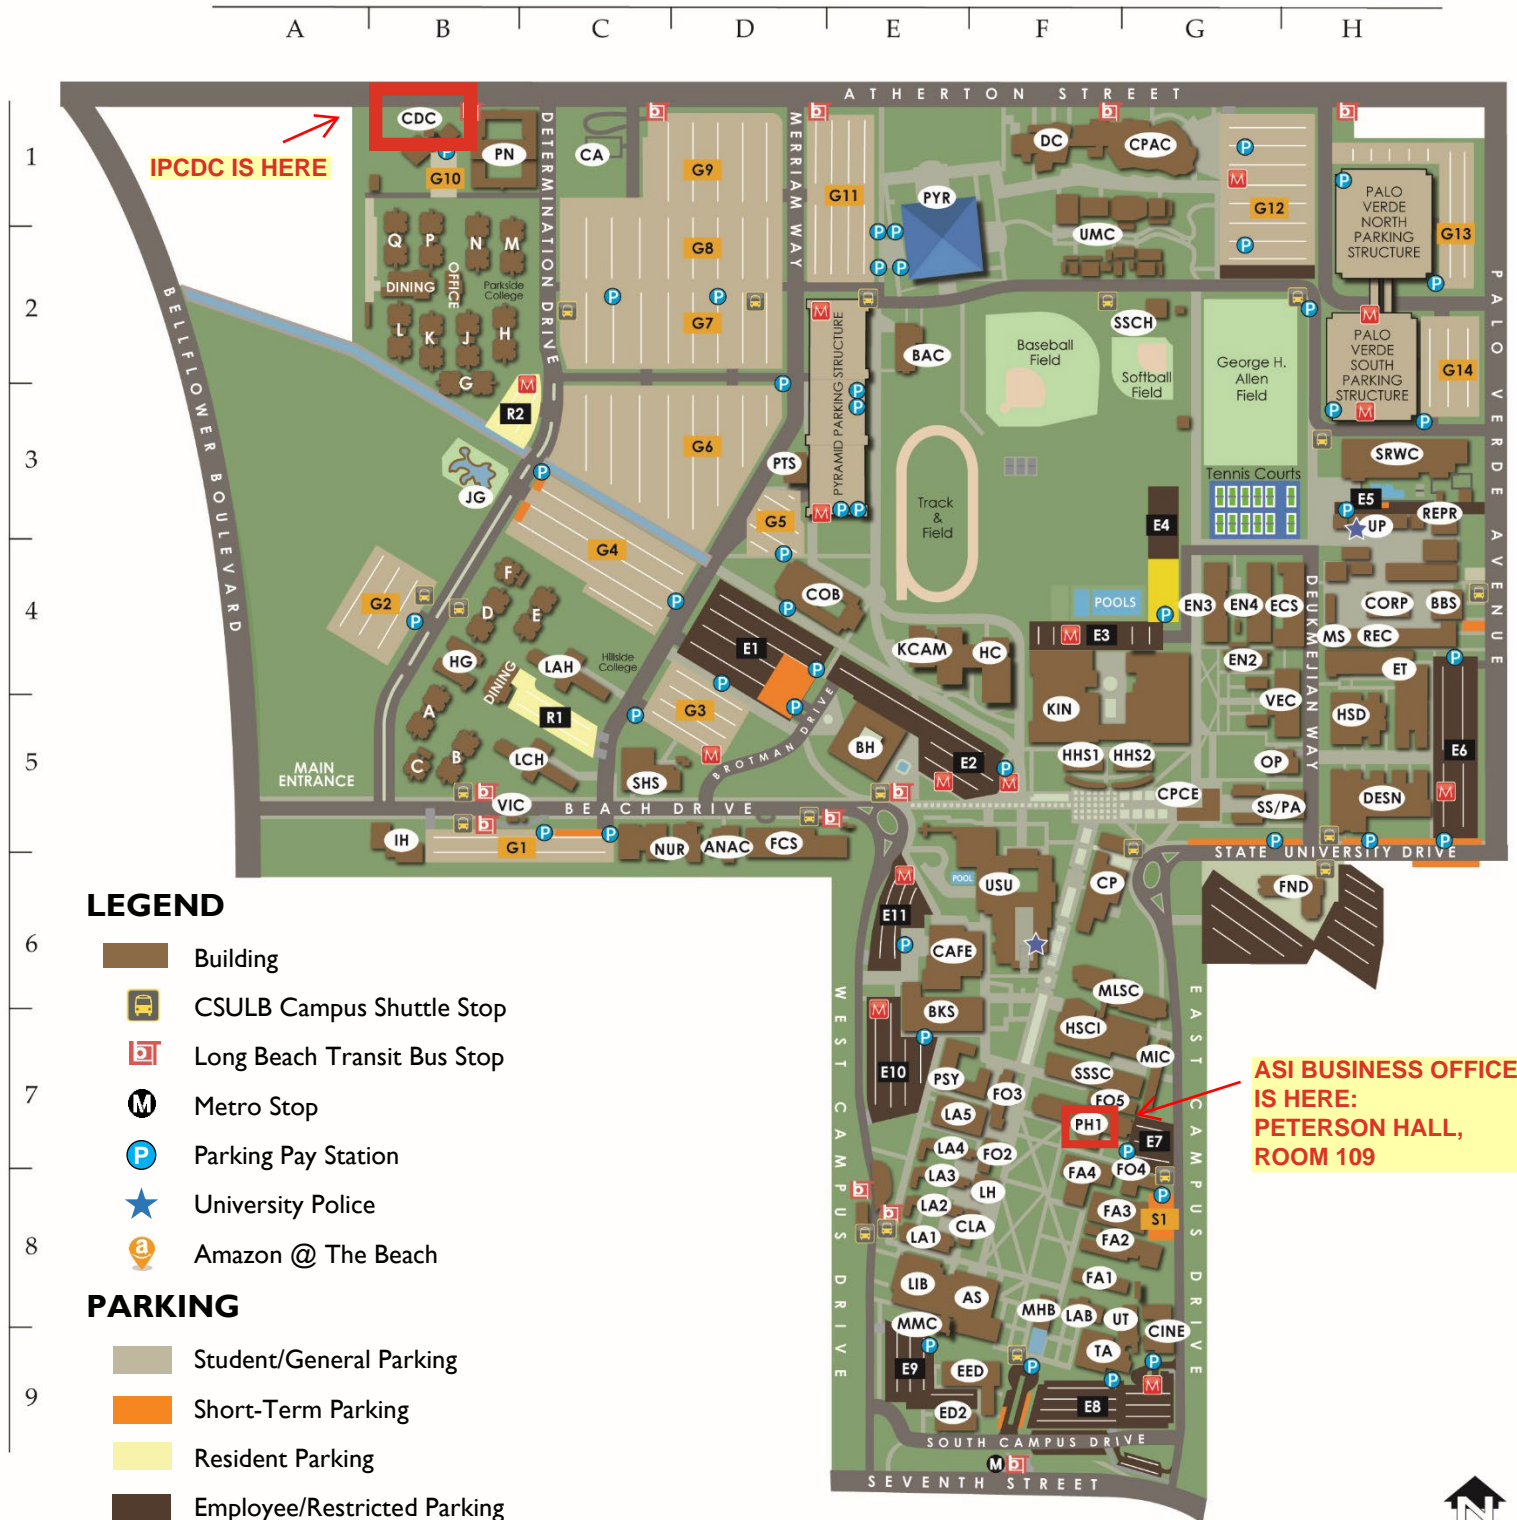 A B C D E F G H
ATHERTON STREET
1
CDC
IPCDC IS HERE
PN
G10
DETERMINATION DRIVE
CA
G9
MERRIAM WAY
G11
PYR
DC
CPAC
UMC
G12
PALO
VERDE
NORTH
PARKING
STRUCTURE
G13
2
BELLFLOWER BOULEVARD
Q
P
N
M
DINING
OFFICE
Parkside
College
L
K
J
H
G
G8
G7
PYRAMID PARKING STRUCTURE
BAC
Baseball
Field
SSCH
Softball
Field
George H.
Allen
Field
PALO
VERDE
SOUTH
PARKING
STRUCTURE
G14
PALO VERDE AVENUE
3
R2
JG
G6
PTS
G5
G4
Track
&
Field
E4
Tennis Courts
SRWC
E5
UP
REPR
4
G2
F
D
E
HG
LAH
Hillside
College
DINING
E1
COB
KCAM
HC
POOLS
E3
EN3
EN4
ECS
EN2
DEUKMEJIAN WAY
CORP
BBS
MS
REC
ET
5
A
B
C
R1
LCH
G3
SHS
BROTMAN DRIVE
BH
E2
KIN
HHS1
HHS2
VEC
OP
HSD
E6
MAIN
ENTRANCE
VIC
BEACH DRIVE
CPCE
SS/PA
DESN
IH
G1
NUR
ANAC
FCS
STATE UNIVERSITY DRIVE
6
E11
POOL
USU
CP
FND
CAFE
WEST CAMPUS DRIVE
EAST CAMPUS DRIVE
BKS
MLSC
HSCI
MIC
7
E10
PSY
FO3
SSSC
FO5
LA5
PH1
E7
ASI BUSINESS OFFICE
IS HERE:
PETERSON HALL,
ROOM 109
LA4
FO2
FA4
FO4
8
LA3
LH
LA2
CLA
LA1
FA3
S1
FA2
LIB
AS
FA1
MHB
LAB
UT
CINE
MMC
TA
9
E9
EED
ED2
E8
SOUTH CAMPUS DRIVE
M
SEVENTH STREET
N
LEGEND
Building
CSULB Campus Shuttle Stop
Long Beach Transit Bus Stop
M Metro Stop
P Parking Pay Station
University Police
a Amazon @ The Beach
PARKING
Student/General Parking
Short-Term Parking
Resident Parking
Employee/Restricted Parking